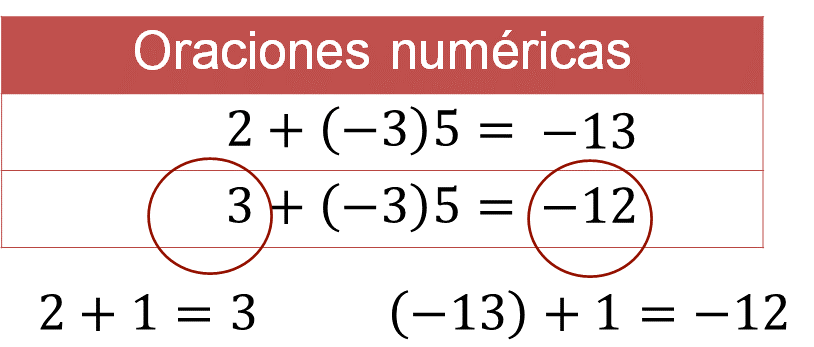 Oraciones numéricas
2 + (−3)5 = −13
3 + (−3)5 = −12
2 + 1 = 3 (−13) + 1 = −12